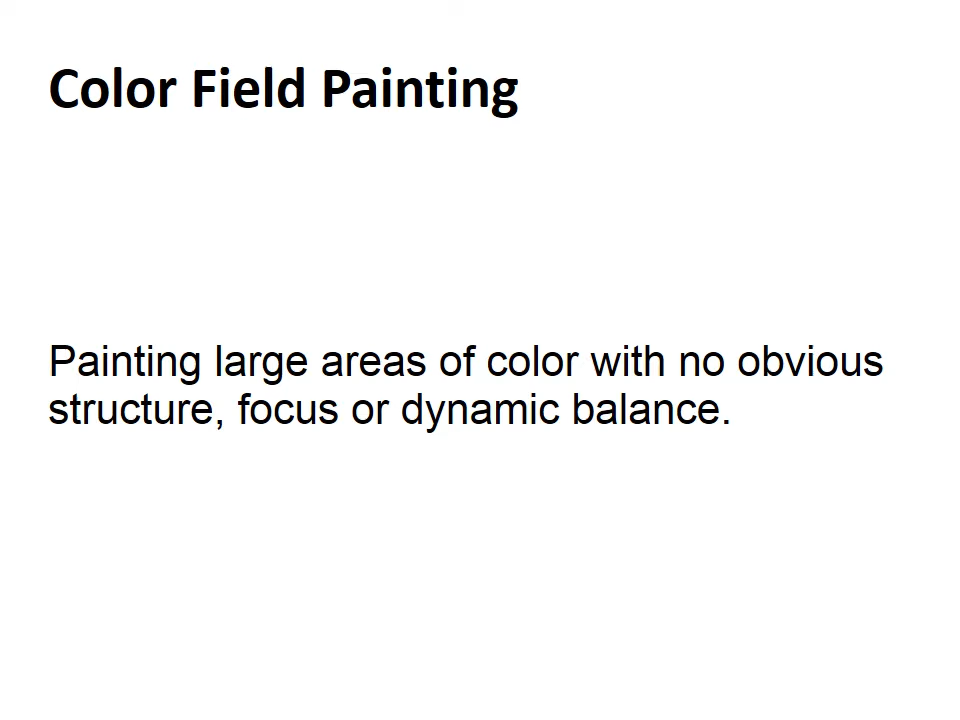 Color Field Painting
Painting large areas of color with no obvious
structure, focus or dynamic balance.